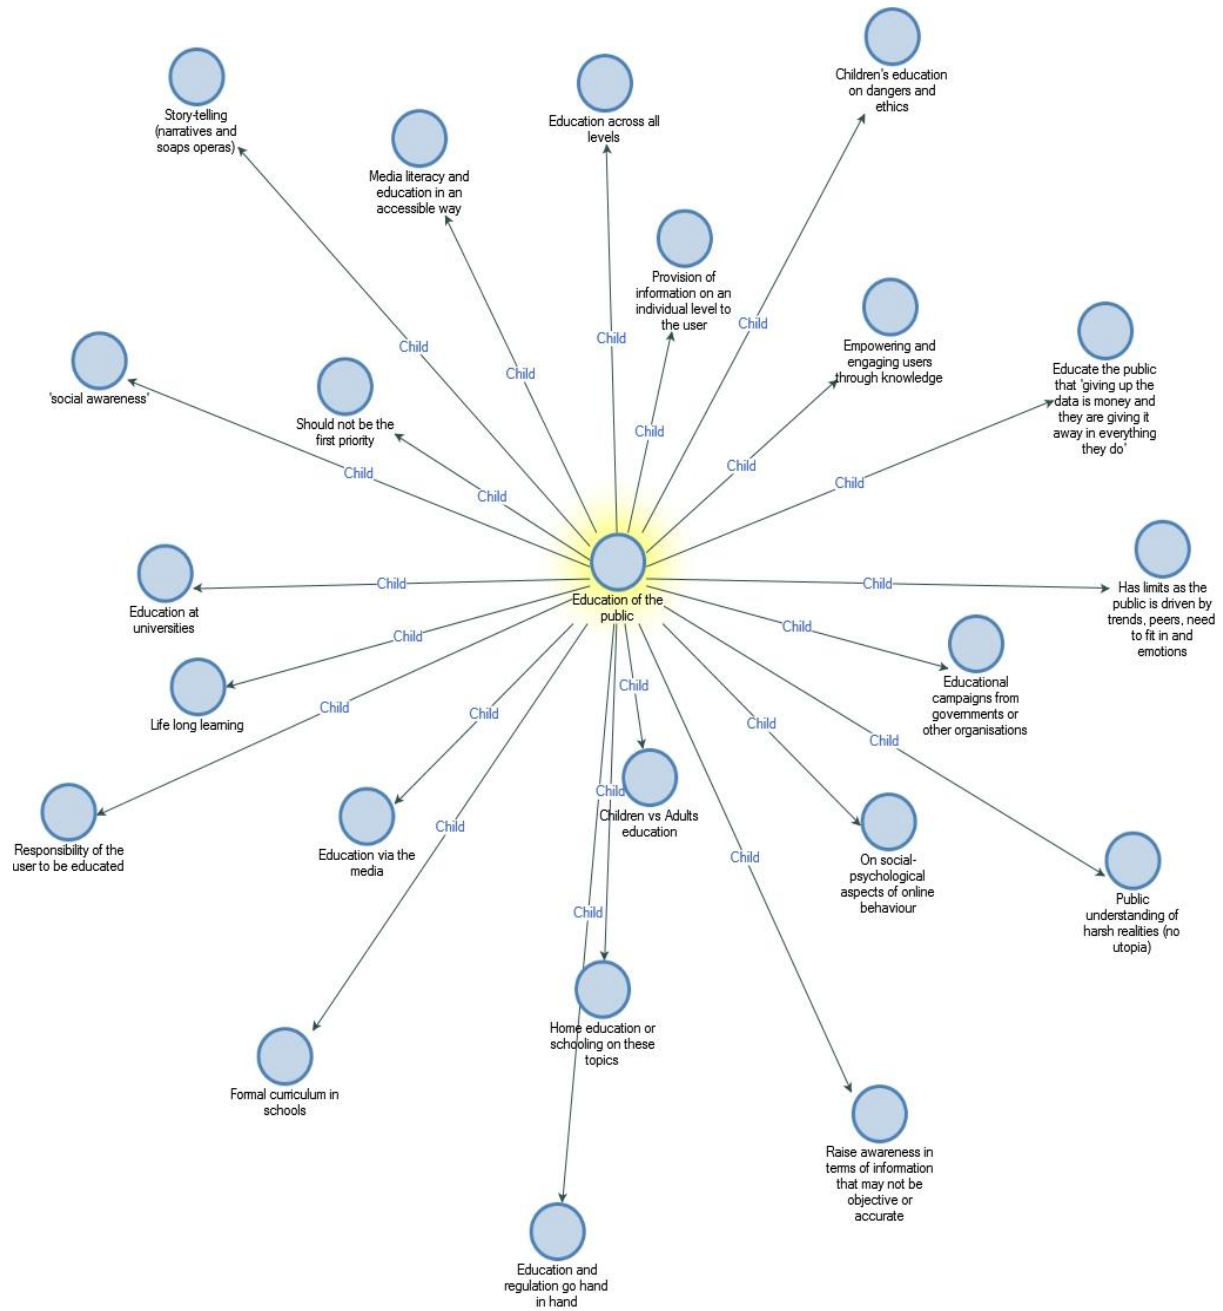 Children's education
on dangers and
ethics
Story-telling
(narratives and
soaps operas)
Education across all
levels
Media literacy and
education in an
accessible way
Provision of
information on an
individual level to
the user
Child
Child
Child
Empowering and
engaging users
through knowledge
Educate the public
that 'giving up the
data is money and
they are giving it
away in everything
they do'
Child
'social awareness'
Should not be the
first priority
Child
Child
Child
Child
Child
Child
Education of the
public
Child
Child
Has limits as the
public is driven by
trends, peers, need
to fit in and
emotions
Education at
universities
Child
Child
Educational
campaigns from
governments or
other organisations
Life long learning
Child
Child
Child
Child
Child
Responsibility of the
user to be educated
Education via the
media
Child
Child
Children vs Adults
education
Child
On social-
psychological
aspects of online
behaviour
Public
understanding of
harsh realities (no
utopia)
Child
Home education or
schooling on these
topics
Formal curriculum in
schools
Raise awareness in
terms of information
that may not be
objective or
accurate
Education and
regulation go hand
in hand